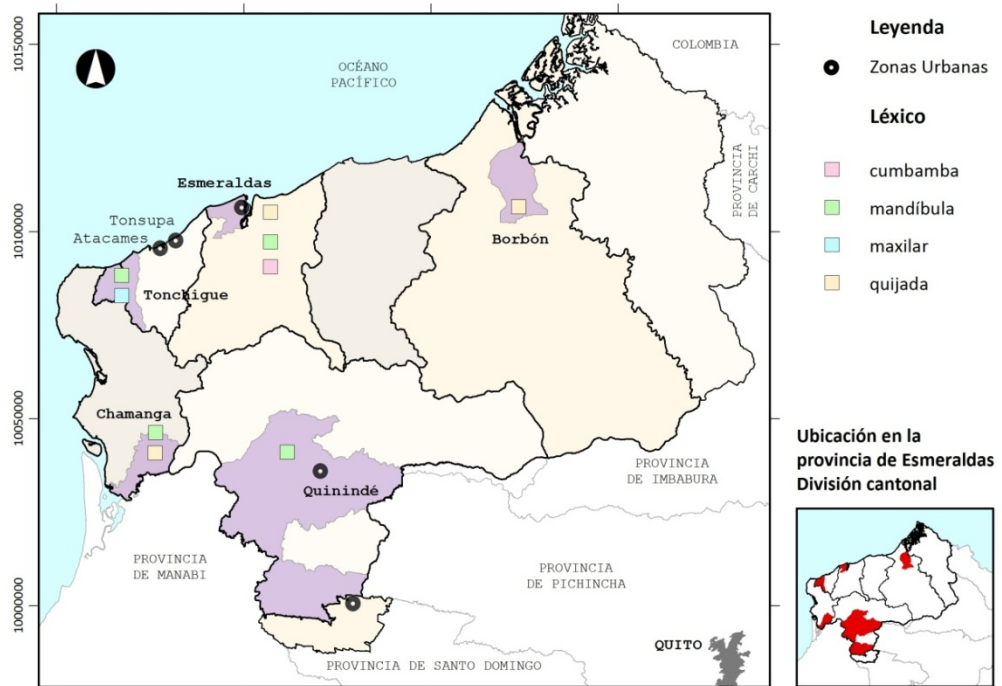 10150000
10100000
10050000
10000000
OCÉANO
PACÍFICO
COLOMBIA
PROVINCIA
DE CARCHI
Esmeraldas
Tonsupa
Atacames
Borbón
Tonchigue
Chamanga
Quinindé
PROVINCIA
DE IMBABURA
PROVINCIA
DE MANABI
PROVINCIA
DE PICHINCHA
QUITO
PROVINCIA DE SANTO DOMINGO
Leyenda
Zonas Urbanas
Léxico
cumbamba
mandíbula
maxilar
quijada
Ubicación en la
provincia de Esmeraldas
División cantonal